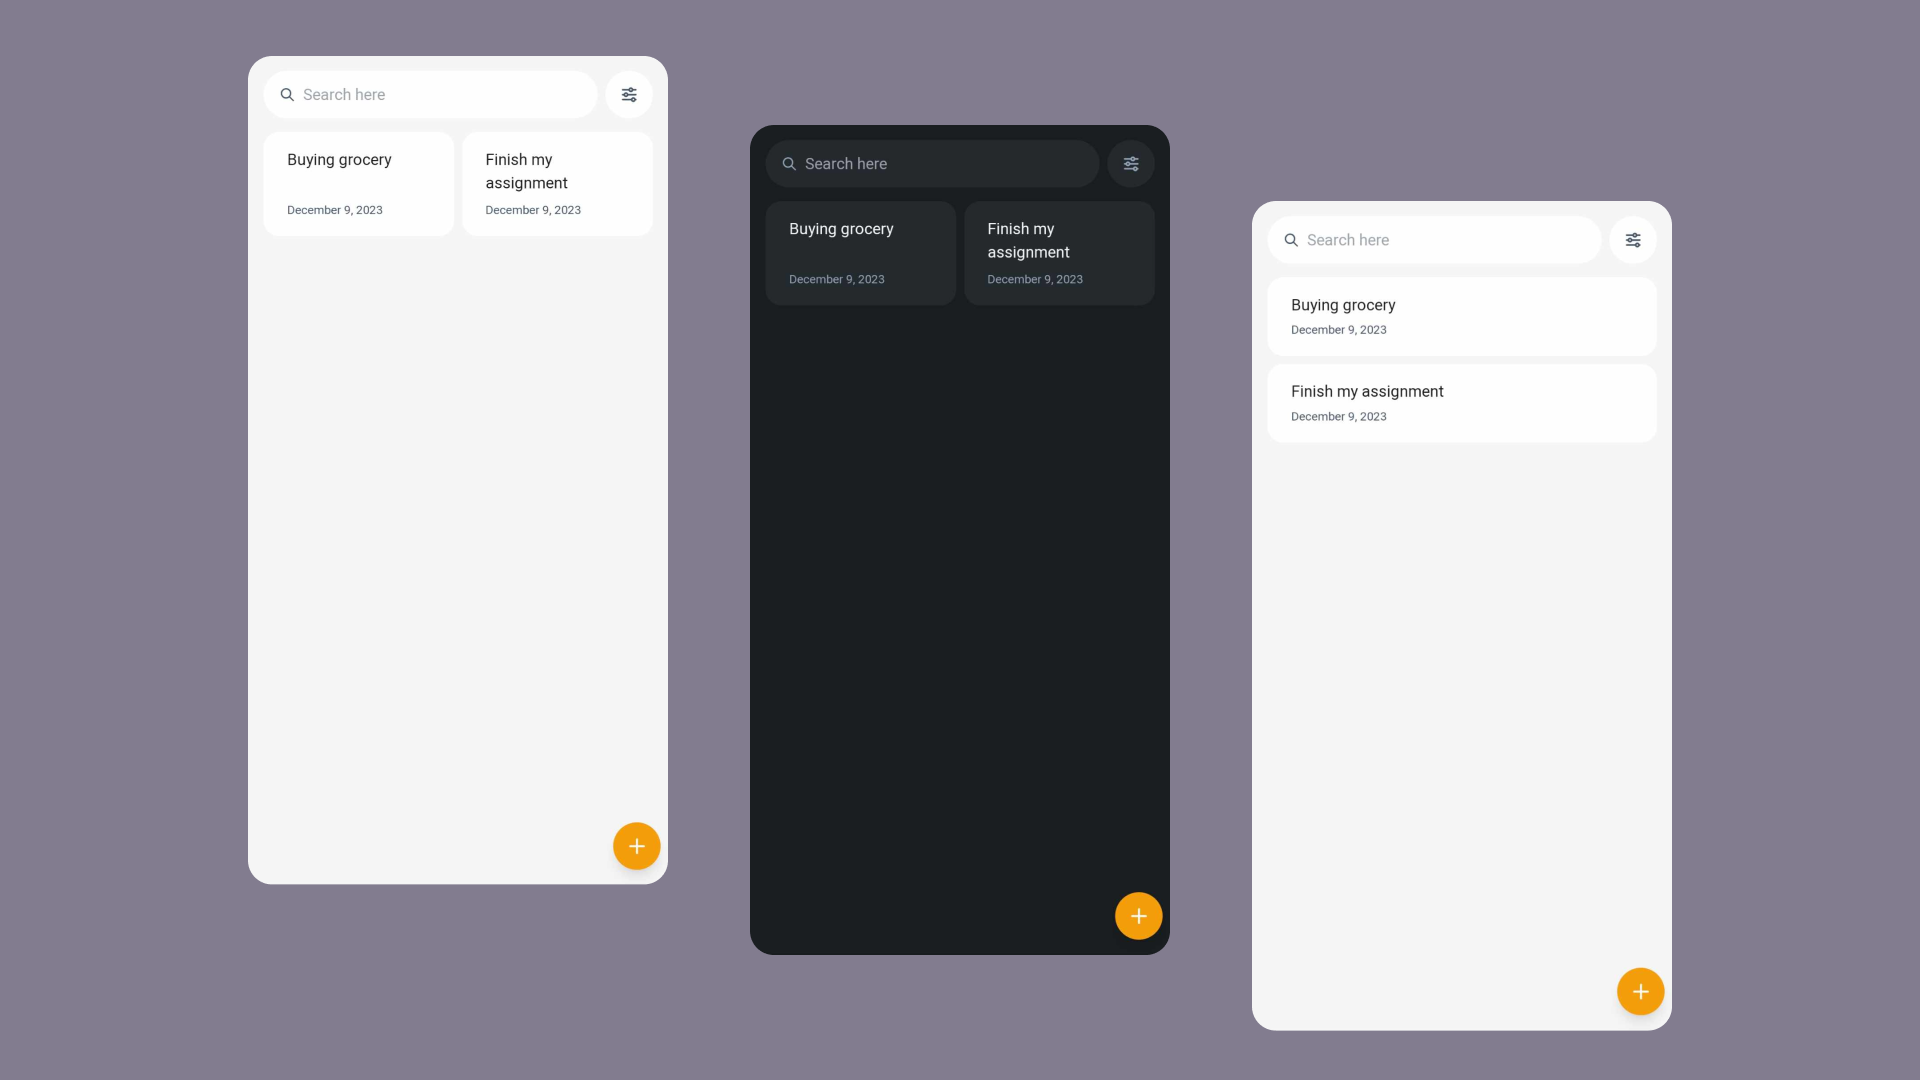 Search here
Buying grocery
December 9, 2023
Finish my
assignment
December 9, 2023
Search here
Buying grocery
December 9, 2023
Finish my
assignment
December 9, 2023
Search here
Buying grocery
December 9, 2023
Finish my assignment
December 9, 2023